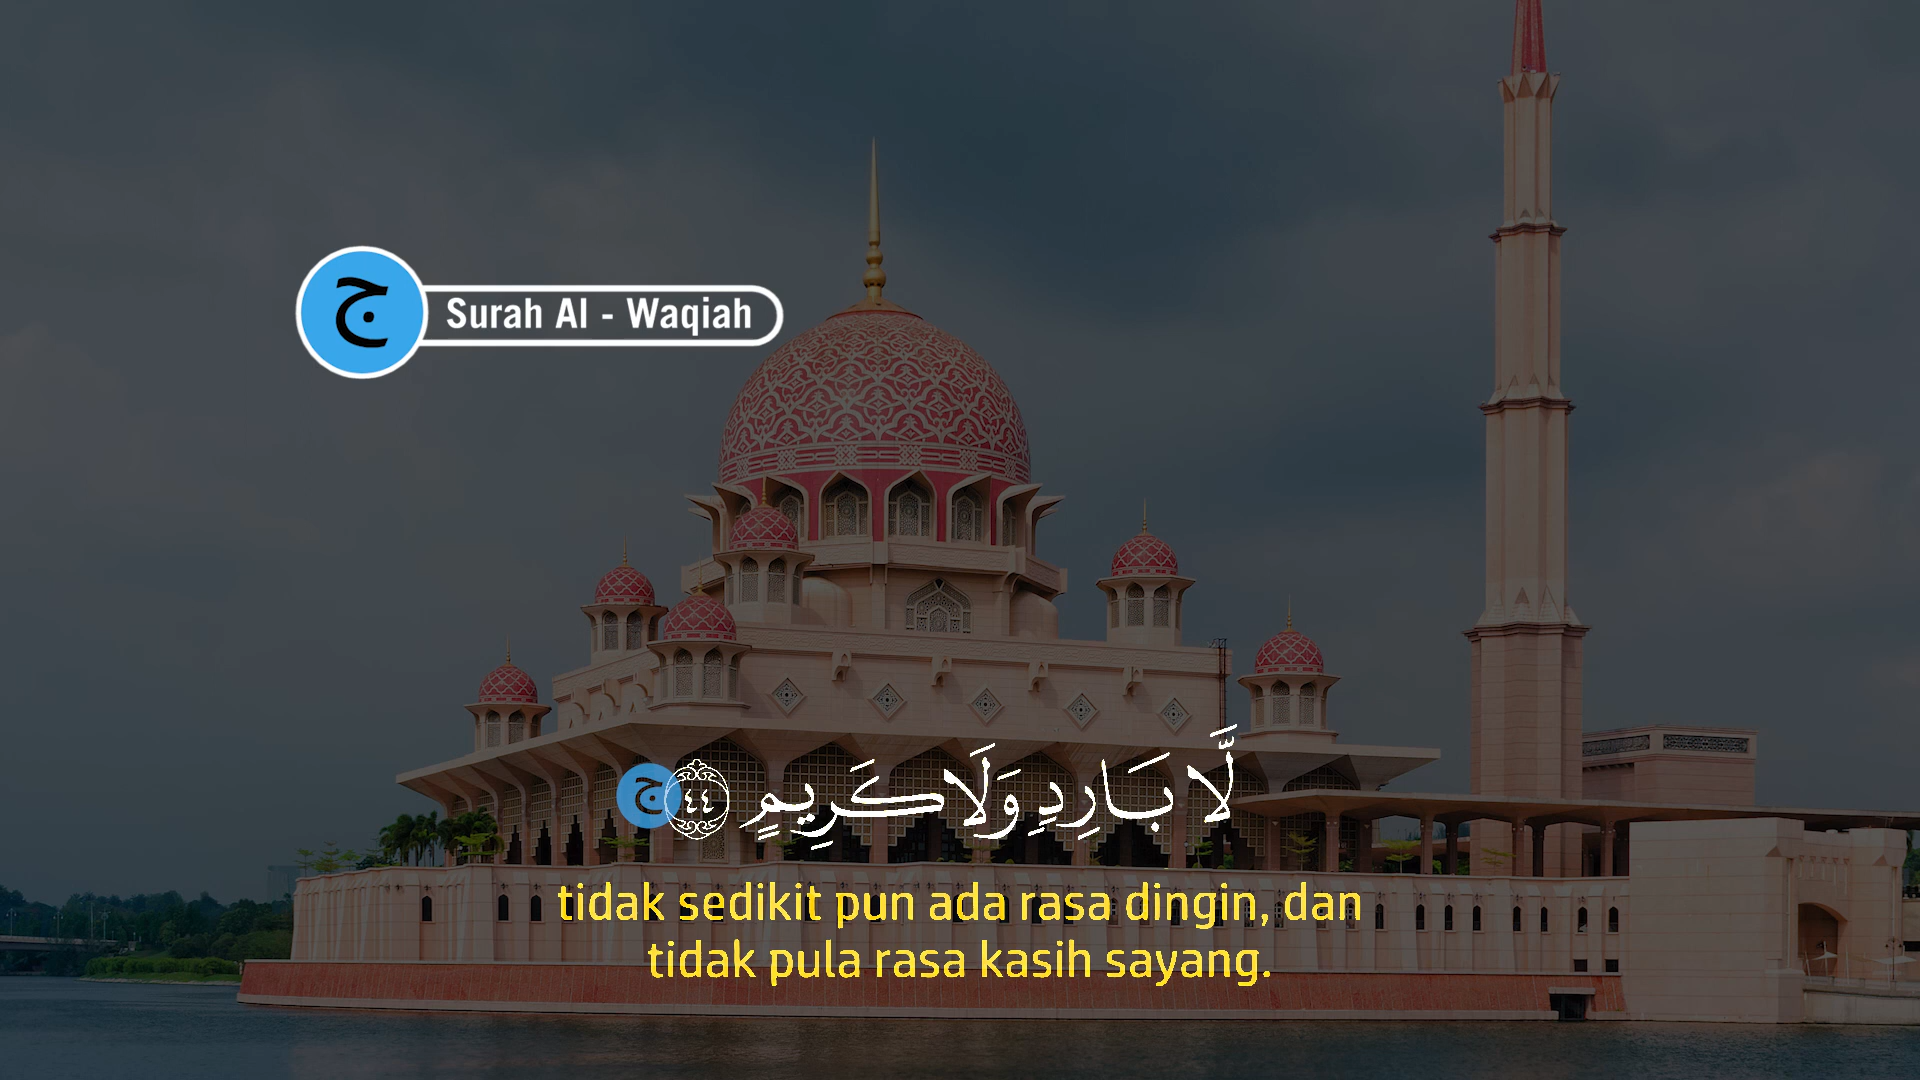 ج
Surah Al - Waqiah
لَّا بَارِدٍ وَلَا كَرِيمٍ ٤٤ ج
tidak sedikit pun ada rasa dingin, dan
tidak pula rasa kasih sayang.